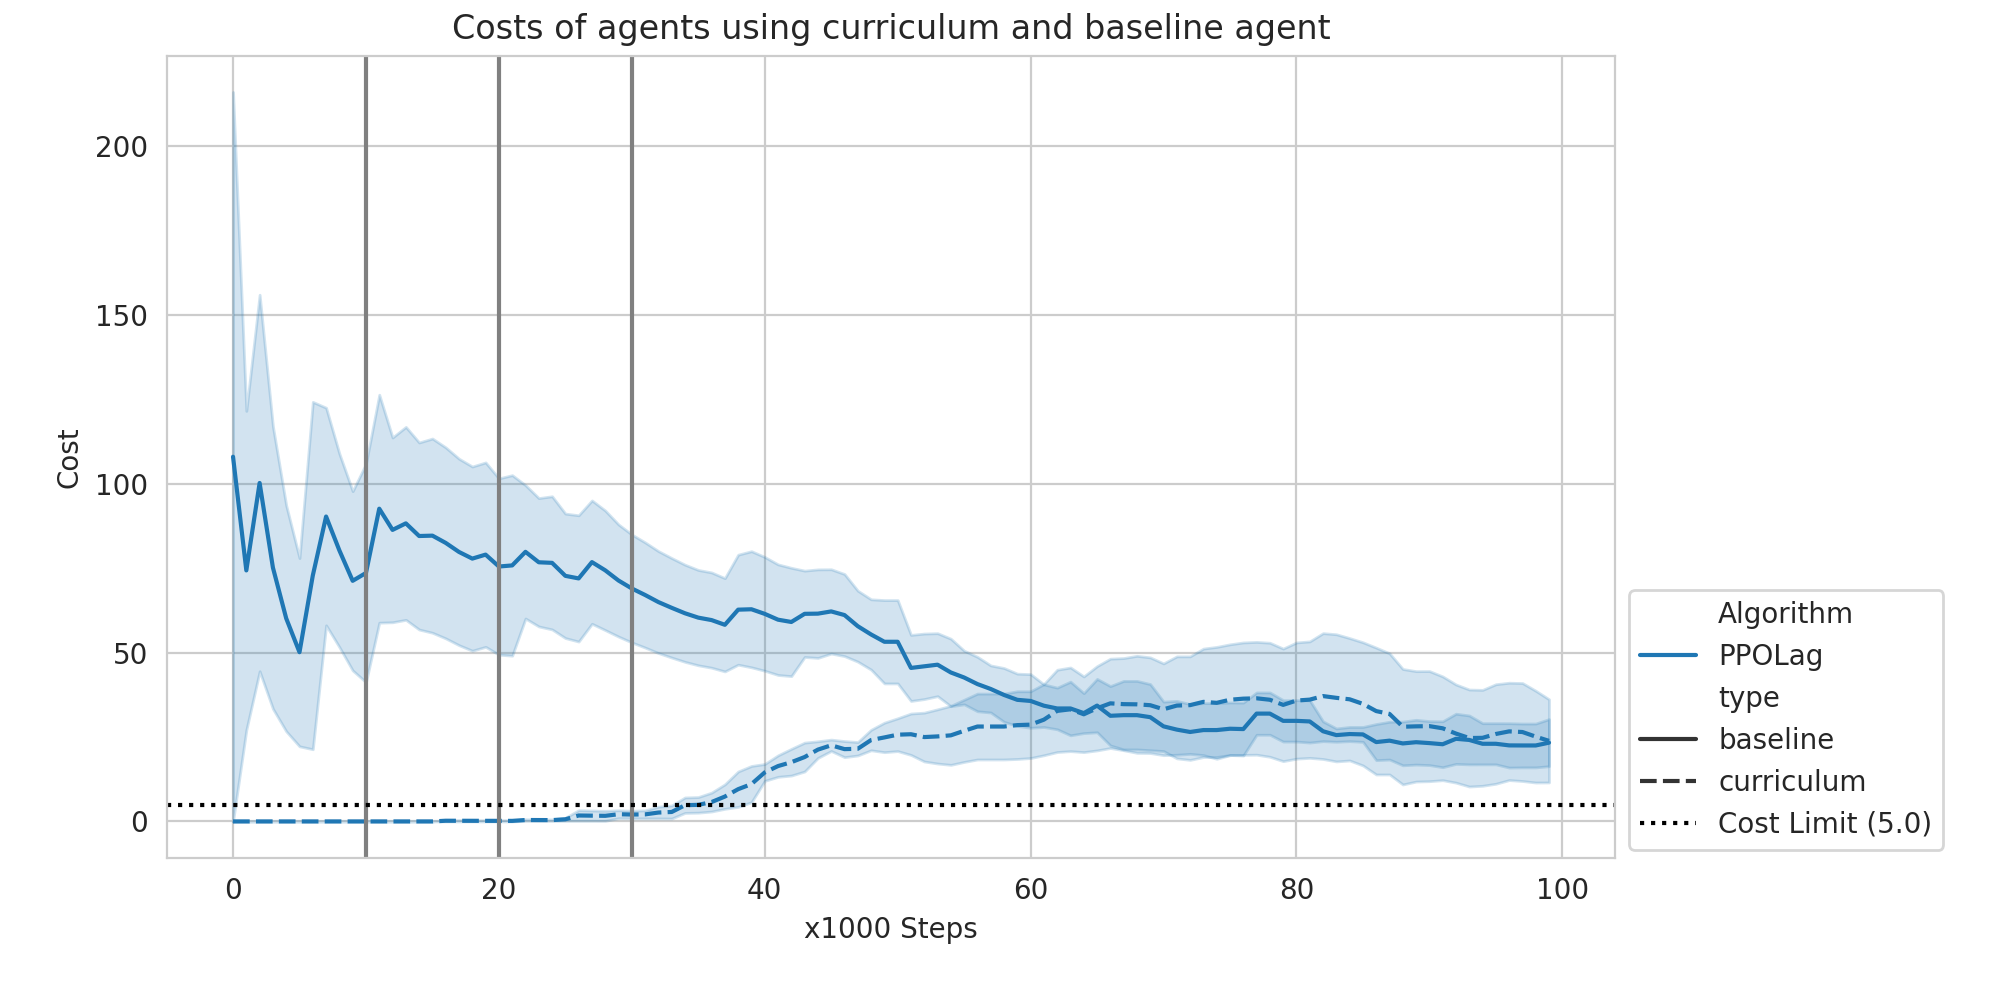 Costs of agents using curriculum and baseline agent
Cost
200
150
100
50
0
0 20 40 60 80 100
x1000 Steps
Algorithm
PPOLag
type
baseline
curriculum
Cost Limit (5.0)